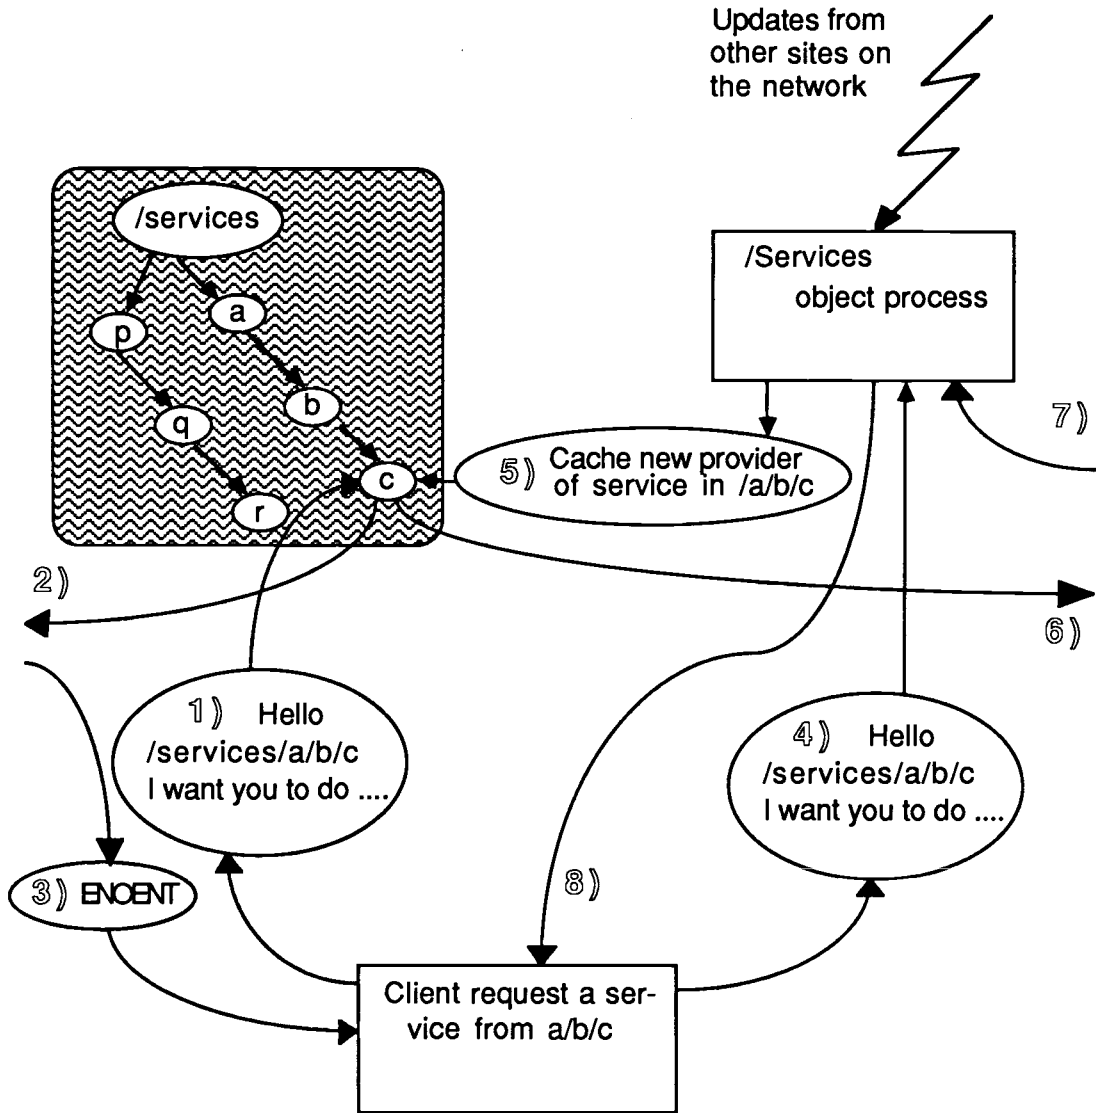 Updates from
other sites on
the network
/services
p
a
q
b
r
c
/Services
object process
5) Cache new provider
of service in /a/b/c
7)
2)
6)
1) Hello
/services/a/b/c
I want you to do ....
4) Hello
/services/a/b/c
I want you to do ....
3) ENOENT
8)
Client request a ser-
vice from a/b/c